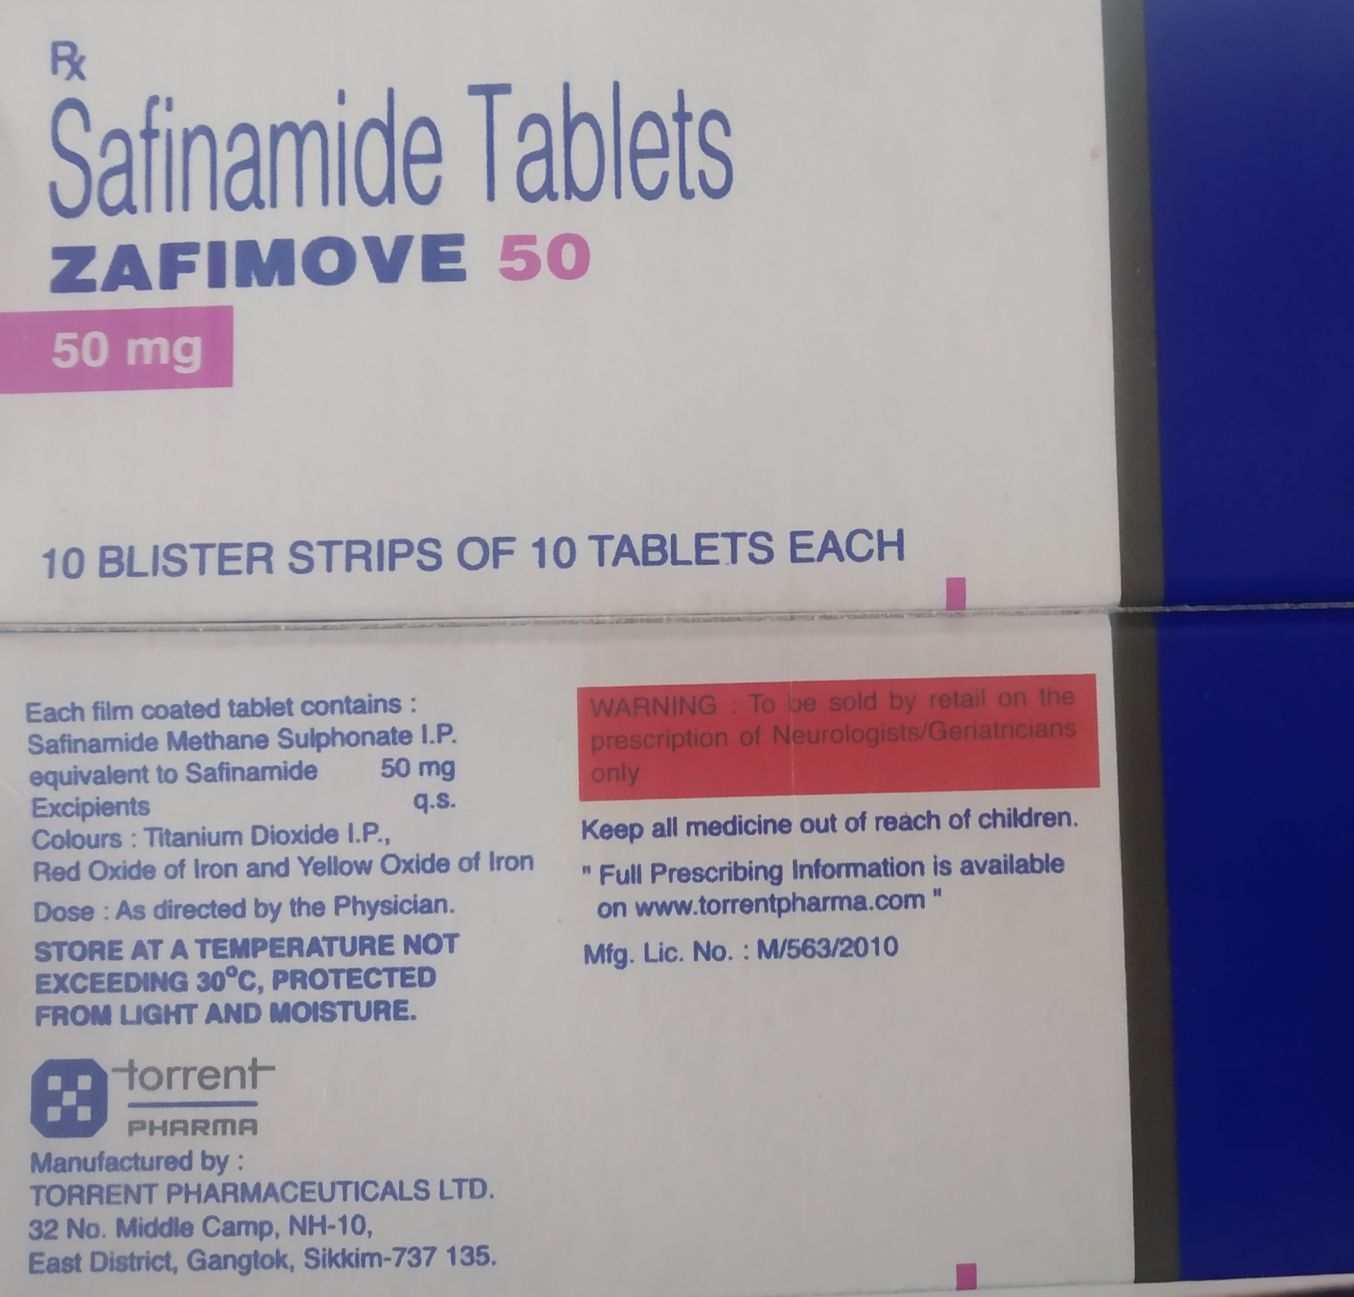 Rx
Safinamide Tablets
ZAFIMOVE 50
50 mg
10 BLISTER STRIPS OF 10 TABLETS EACH
Each film coated tablet contains :
Safinamide Methane Sulphonate I.P.
equivalent to Safinamide 50 mg
Excipients q.s.
Colours : Titanium Dioxide I.P.,
Red Oxide of Iron and Yellow Oxide of Iron
Dose : As directed by the Physician.
STORE AT A TEMPERATURE NOT
EXCEEDING 30°C, PROTECTED
FROM LIGHT AND MOISTURE.
torrent
PHARMA
Manufactured by :
TORRENT PHARMACEUTICALS LTD.
32 No. Middle Camp, NH-10,
East District, Gangtok, Sikkim-737 135.
WARNING : To be sold by retail on the
prescription of Neurologists/Geriatricians
only
Keep all medicine out of reach of children.
" Full Prescribing Information is available
on www.torrentpharma.com "
Mfg. Lic. No. : M/563/2010